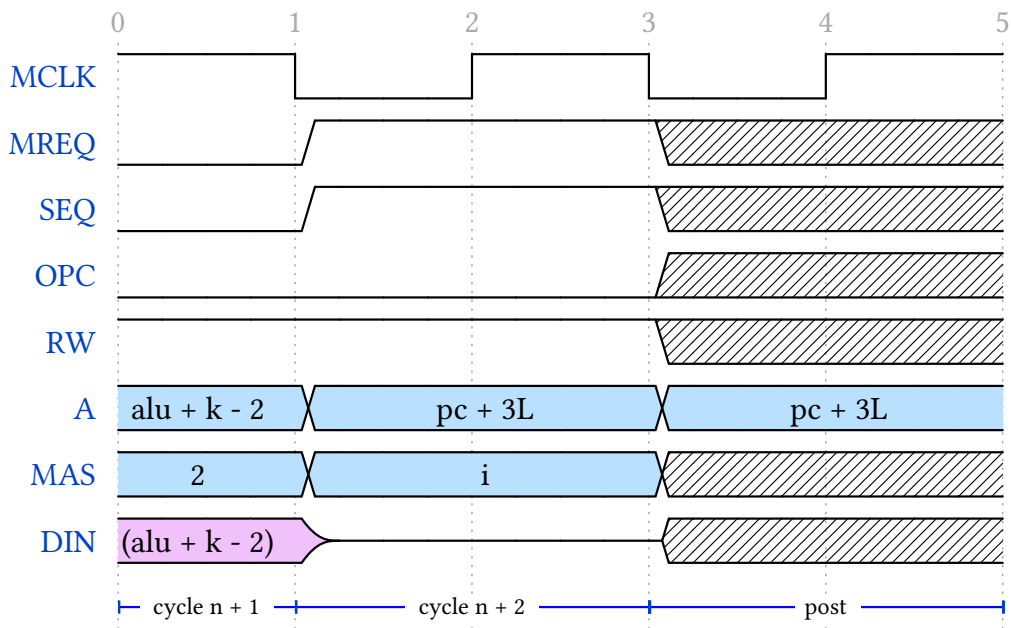 0 1 2 3 4 5
MCLK
MREQ
SEQ
OPC
RW
A alu + k - 2 pc + 3L pc + 3L
MAS 2 i
DIN (alu + k - 2)
cycle n + 1 cycle n + 2 post